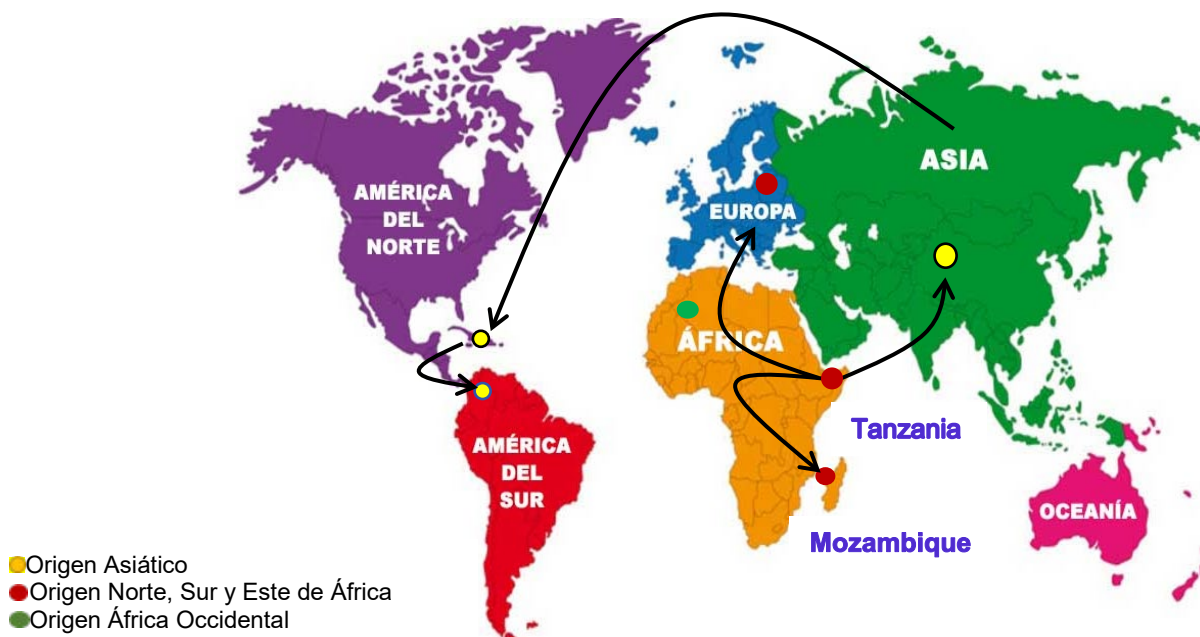 AMÉRICA
DEL
NORTE
EUROPA
ASIA
ÁFRICA
AMÉRICA
DEL
SUR
Tanzania
OCEANÍA
Mozambique
Origen Asiático
Origen Norte, Sur y Este de África
Origen África Occidental